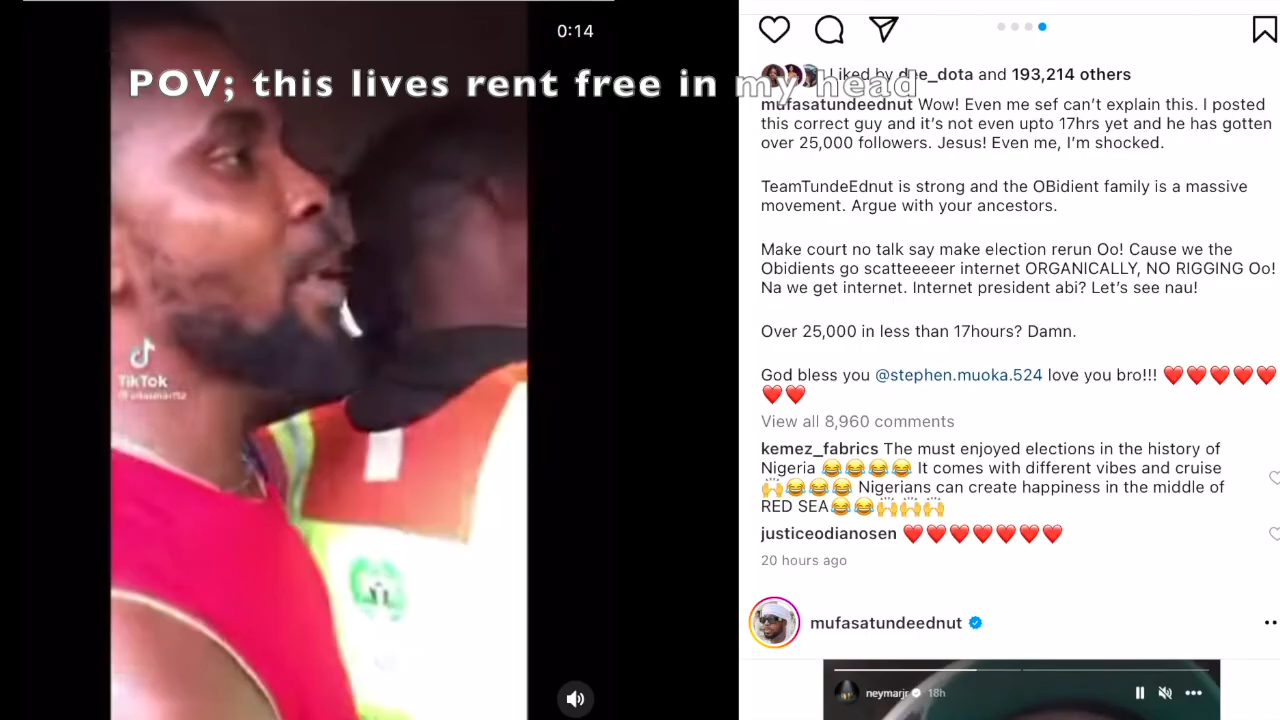 0:14
POV; this lives rent free in my head
TikTok
Liked by dee_dota and 193,214 others
mufasatundeednut Wow! Even me sef can’t explain this. I posted
this correct guy and it’s not even upto 17hrs yet and he has gotten
over 25,000 followers. Jesus! Even me, I’m shocked.
TeamTundeEdnut is strong and the OBidient family is a massive
movement. Argue with your ancestors.
Make court no talk say make election rerun Oo! Cause we the
Obidients go scatteeeeer internet ORGANICALLY, NO RIGGING Oo!
Na we get internet. Internet president abi? Let’s see nau!
Over 25,000 in less than 17hours? Damn.
God bless you @stephen.muoka.524 love you bro!!! ❤️❤️❤️❤️❤️
❤️❤️
View all 8,960 comments
kemez_fabrics The must enjoyed elections in the history of
Nigeria 😂😂😂😂 It comes with different vibes and cruise
🙌😂😂😂 Nigerians can create happiness in the middle of
RED SEA😂😂🙌🙌🙌
justiceodianosen ❤️❤️❤️❤️❤️❤️❤️
20 hours ago
mufasatundeednut
neymarjr 18h